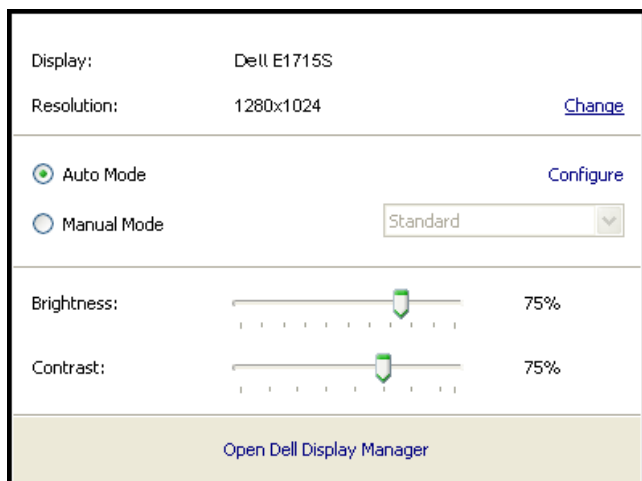 Display: Dell E1715S
Resolution: 1280x1024 Change
Auto Mode Configure
Manual Mode Standard
Brightness: 75%
Contrast: 75%
Open Dell Display Manager